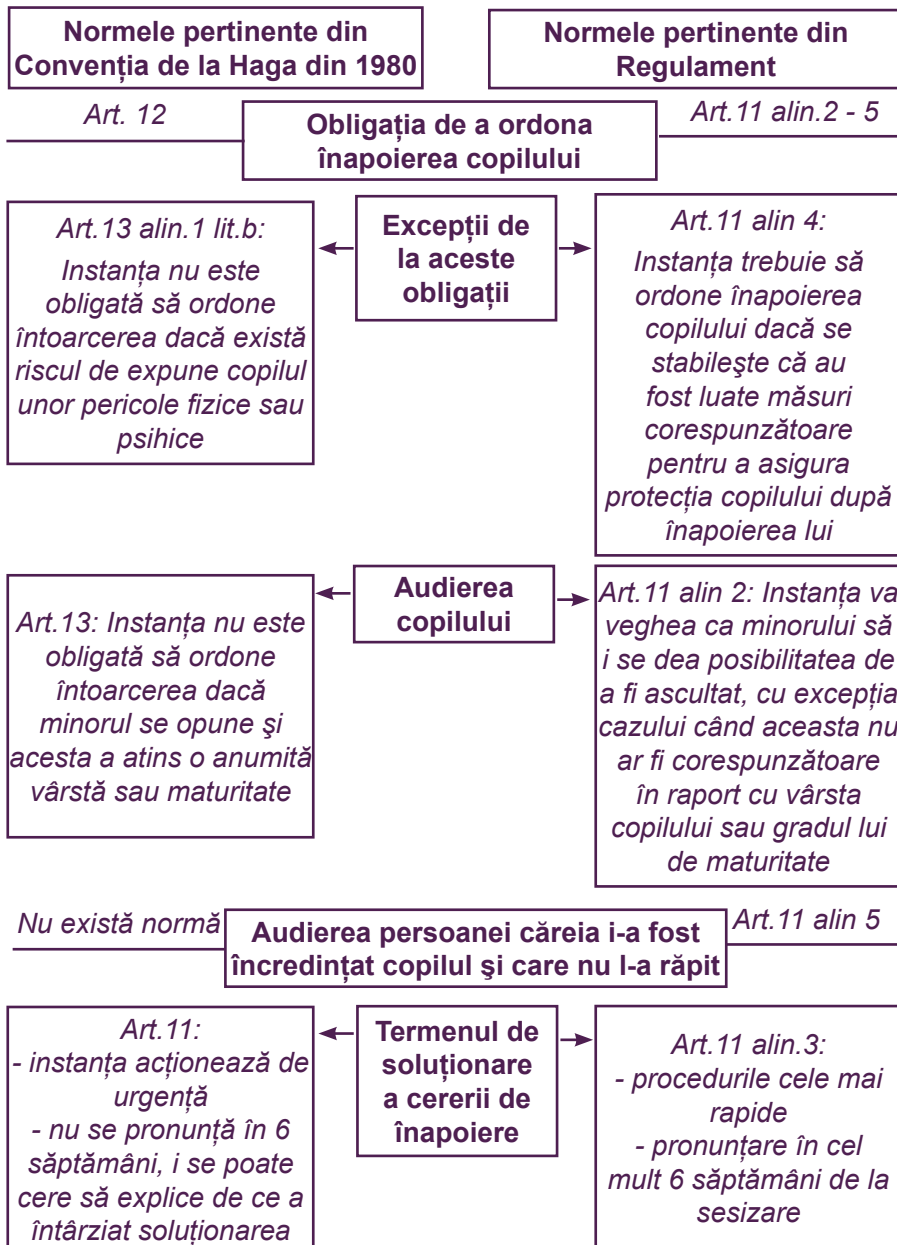 Normele pertinente din
Convenția de la Haga din 1980
Normele pertinente din
Regulament
Art. 12
Obligația de a ordona
înapoierea copilului
Art.11 alin.2 - 5
Art.13 alin.1 lit.b:
Instanța nu este
obligată să ordone
întoarcerea dacă există
riscul de expune copilul
unor pericole fizice sau
psihice
Excepții de
la aceste
obligații
Art.11 alin 4:
Instanța trebuie să
ordone înapoierea
copilului dacă se
stabileşte că au
fost luate măsuri
corespunzătoare
pentru a asigura
protecția copilului după
înapoierea lui
Art.13: Instanța nu este
obligată să ordone
întoarcerea dacă
minorul se opune şi
acesta a atins o anumită
vârstă sau maturitate
Audierea
copilului
Art.11 alin 2: Instanța va
veghea ca minorului să
i se dea posibilitatea de
a fi ascultat, cu excepția
cazului când aceasta nu
ar fi corespunzătoare
în raport cu vârsta
copilului sau gradul lui
de maturitate
Nu există normă
Audierea persoanei căreia i-a fost
încredințat copilul şi care nu l-a răpit
Art.11 alin 5
Art.11:
- instanța acționează de
urgență
- nu se pronunță în 6
săptămâni, i se poate
cere să explice de ce a
întârziat soluționarea
Termenul de
soluționare
a cererii de
înapoiere
Art.11 alin.3:
- procedurile cele mai
rapide
- pronunțare în cel
mult 6 săptămâni de la
sesizare